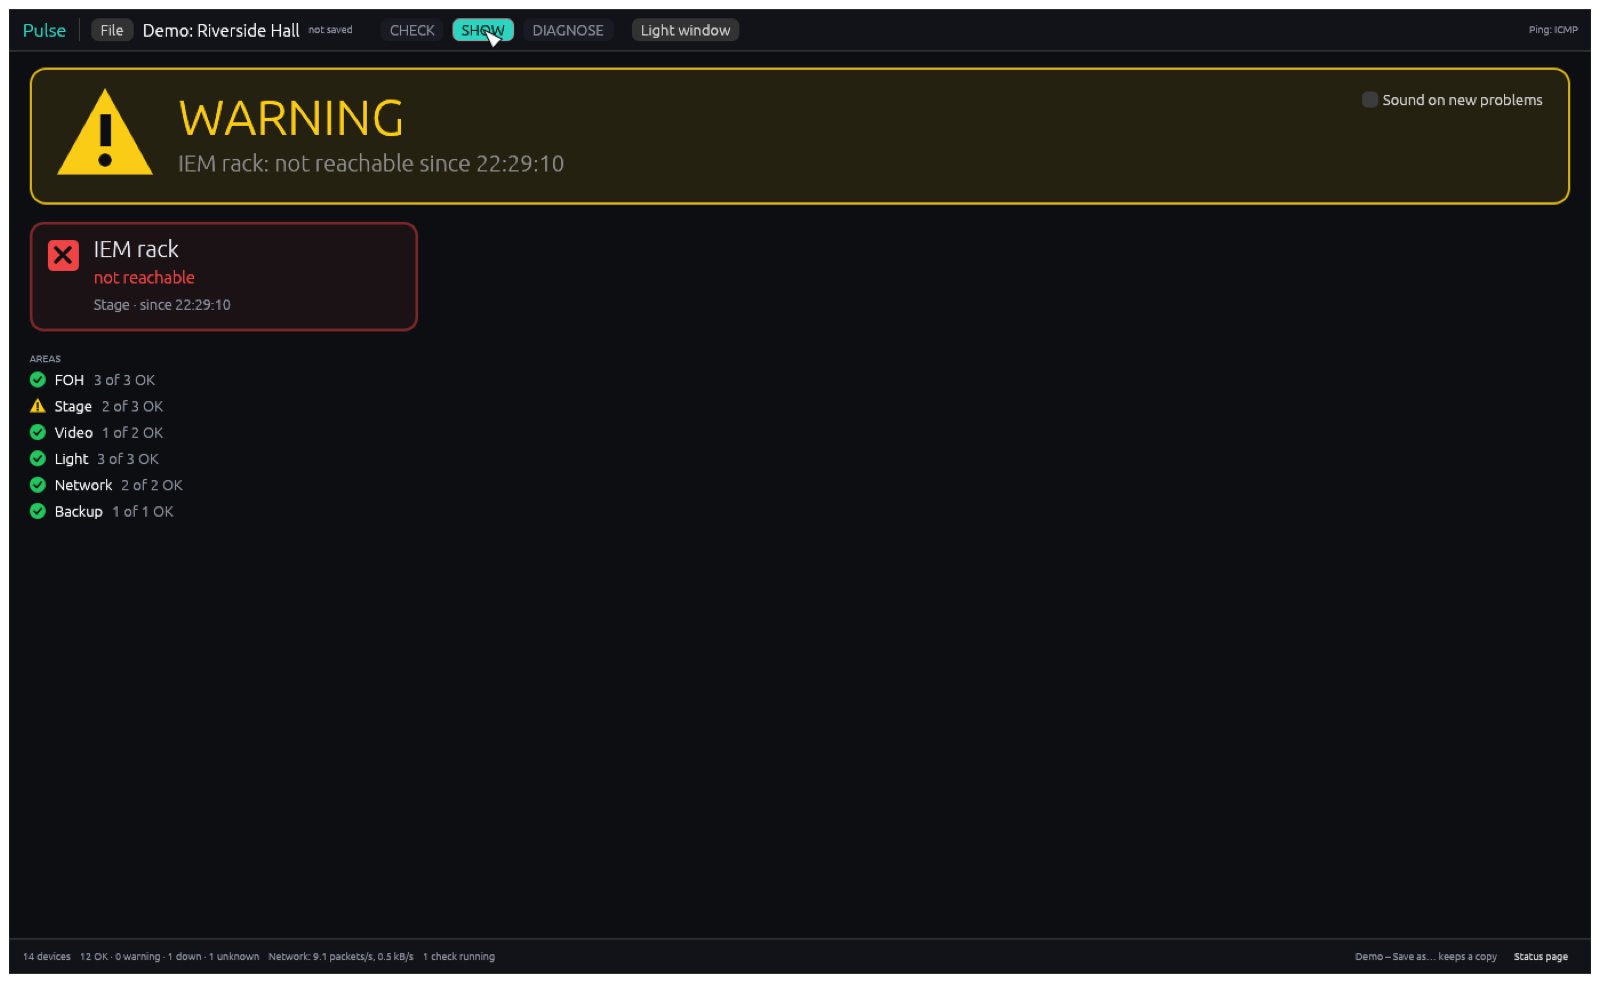 Pulse File Demo: Riverside Hall not saved CHECK SHOW DIAGNOSE Light window Ping: ICMP
WARNING
Sound on new problems
IEM rack: not reachable since 22:29:10
IEM rack
not reachable
Stage · since 22:29:10
AREAS
FOH 3 of 3 OK
Stage 2 of 3 OK
Video 1 of 2 OK
Light 3 of 3 OK
Network 2 of 2 OK
Backup 1 of 1 OK
14 devices 12 OK · 0 warning · 1 down · 1 unknown Network: 9.1 packets/s, 0.5 kB/s 1 check running Demo – Save as... keeps a copy Status page